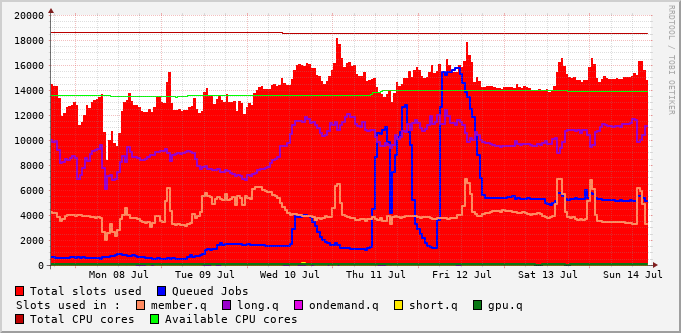 20000
18000
16000
14000
12000
10000
8000
6000
4000
2000
0
Mon 08 Jul Tue 09 Jul Wed 10 Jul Thu 11 Jul Fri 12 Jul Sat 13 Jul Sun 14 Jul
RRDTOOL / TOBI OETIKER
Total slots used Queued Jobs
Slots used in : member.q long.q ondemand.q short.q gpu.q
Total CPU cores Available CPU cores